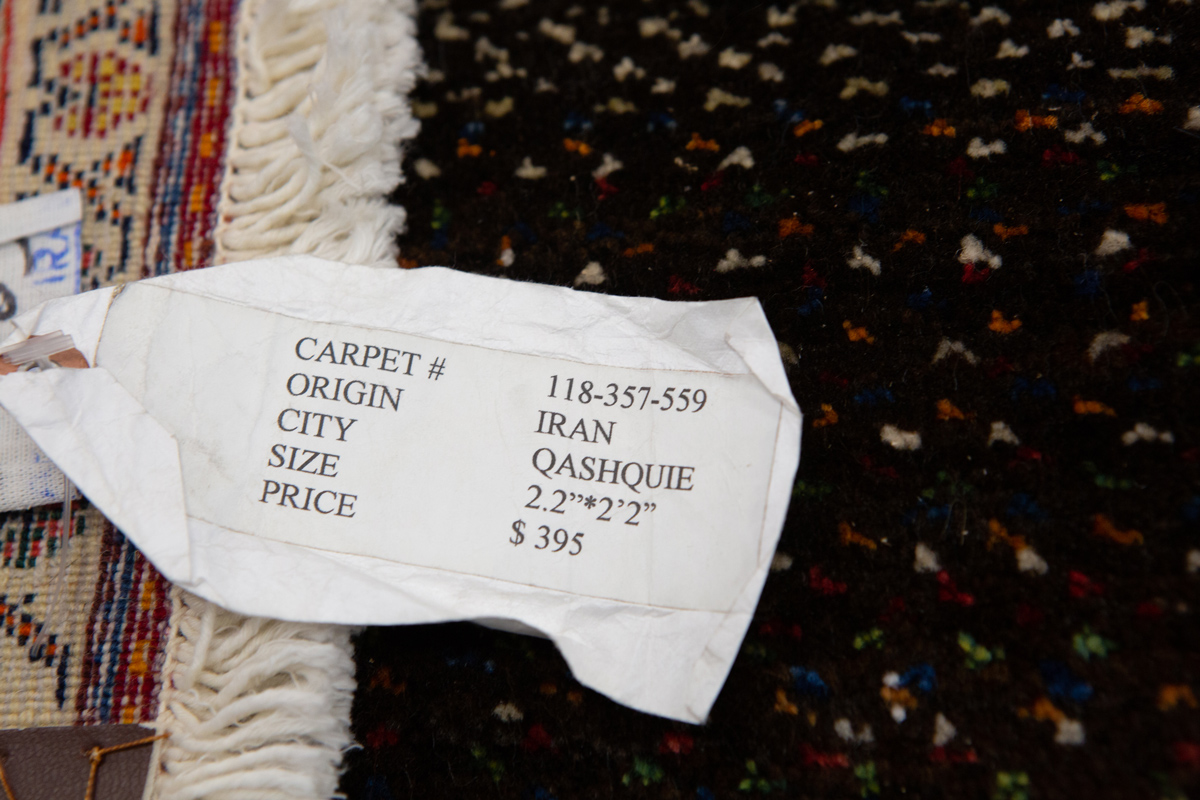 CARPET # 118-357-559
ORIGIN IRAN
CITY QASHQUIE
SIZE 2.2”*2’2”
PRICE $ 395